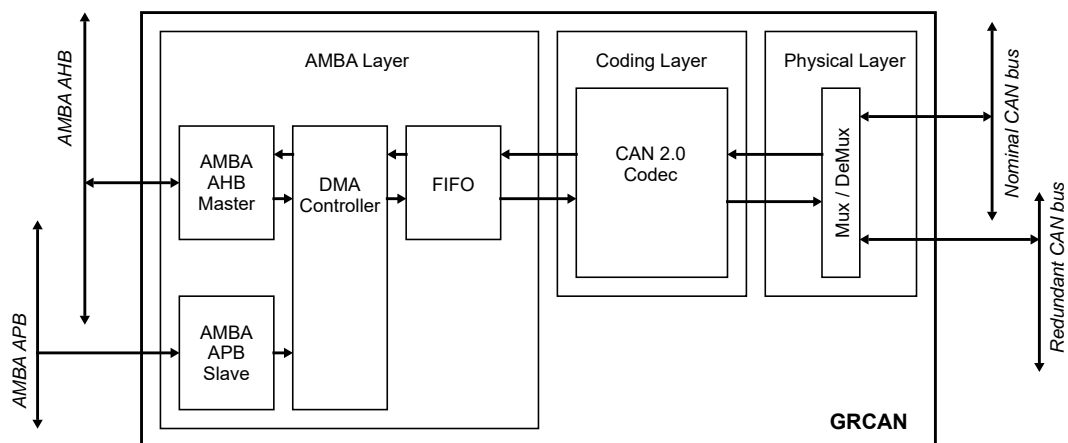 AMBA AHB
AMBA APB
AMBA Layer
AMBA
AHB
Master
DMA
Controller
FIFO
AMBA
APB
Slave
Coding Layer
CAN 2.0
Codec
Physical Layer
Mux / DeMux
Nominal CAN bus
Redundant CAN bus
GRCAN